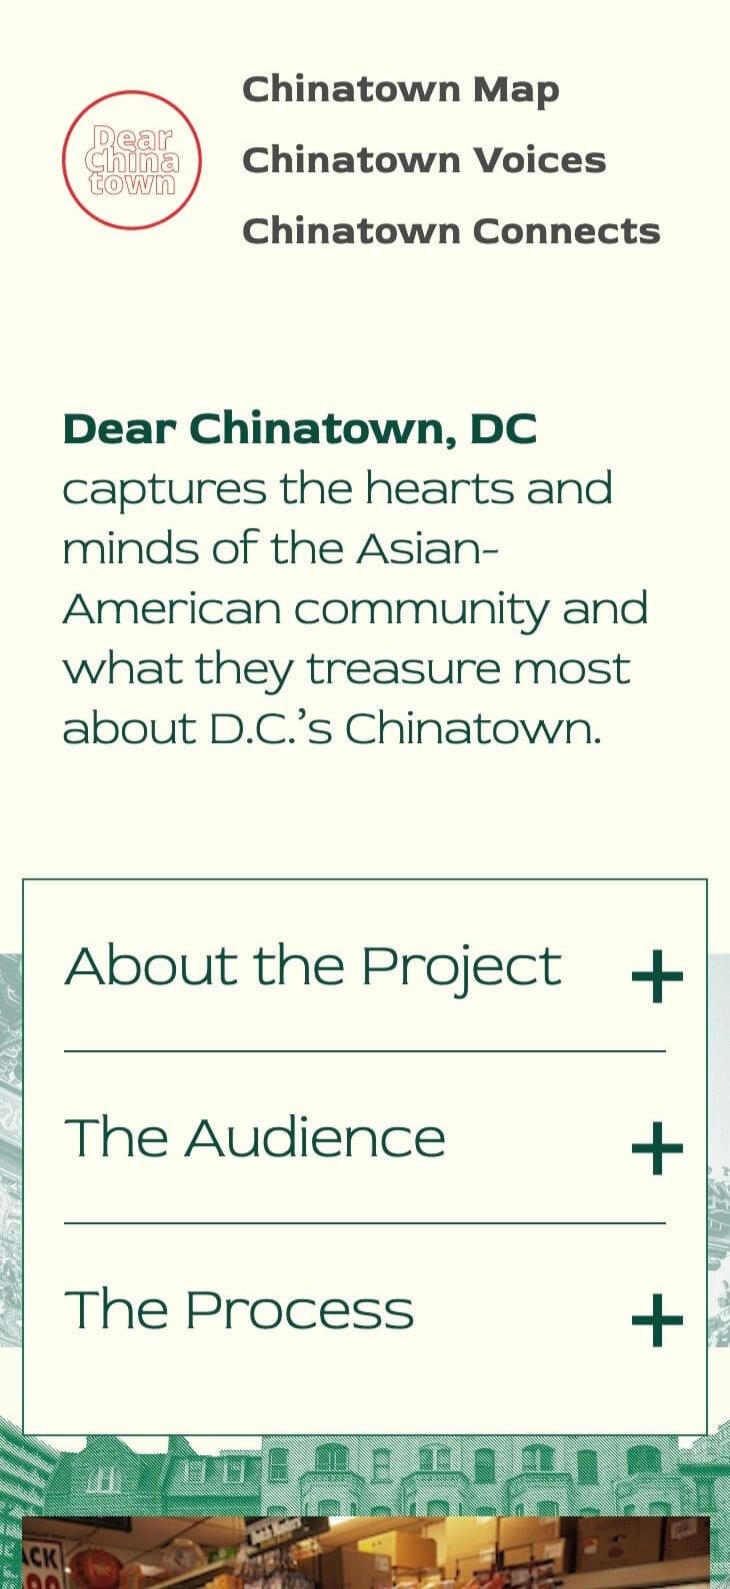 Dear
China
town
Chinatown Map
Chinatown Voices
Chinatown Connects
Dear Chinatown, DC
captures the hearts and
minds of the Asian-
American community and
what they treasure most
about D.C.’s Chinatown.
About the Project
The Audience
The Process